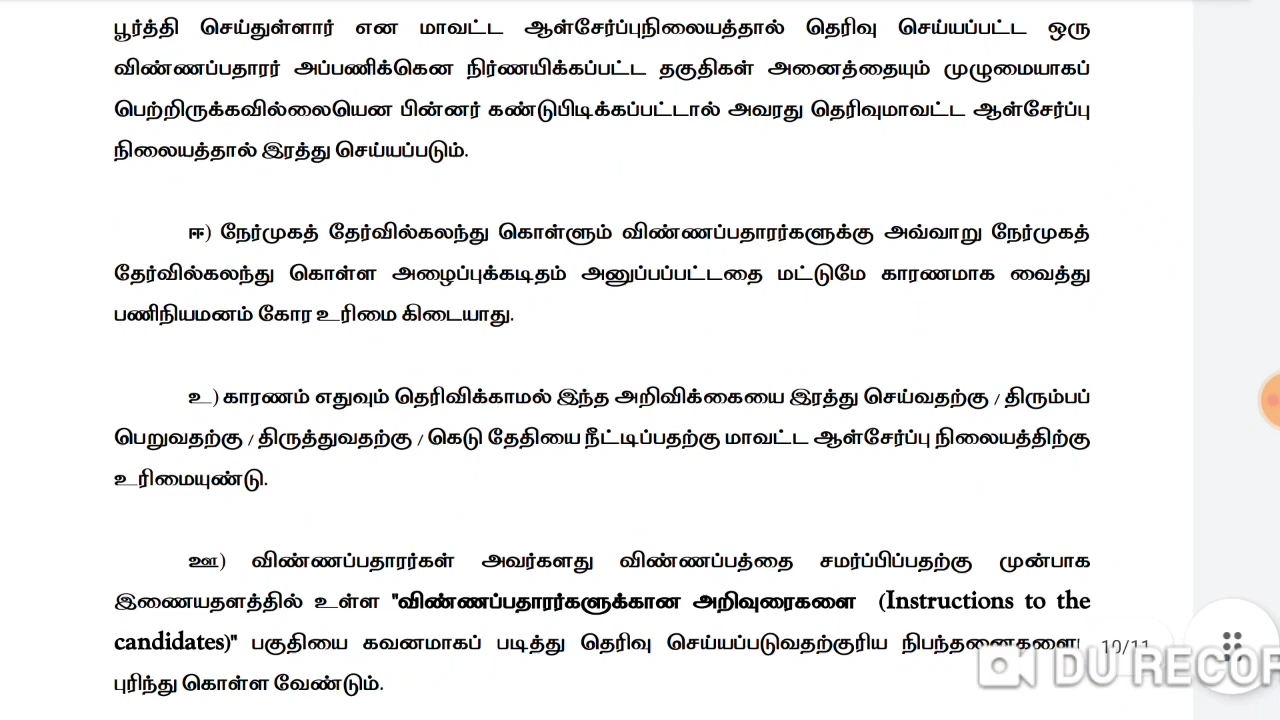 பூர்த்தி செய்துள்ளார் என மாவட்ட ஆள்சேர்ப்புநிலையத்தால் தெரிவு செய்யப்பட்ட ஒரு
விண்ணப்பதாரர் அப்பணிக்கென நிர்ணயிக்கப்பட்ட தகுதிகள் அனைத்தையும் முழுமையாகப்
பெற்றிருக்கவில்லையென பின்னர் கண்டுபிடிக்கப்பட்டால் அவரது தெரிவுமாவட்ட ஆள்சேர்ப்பு
நிலையத்தால் இரத்து செய்யப்படும்.
ஈ) நேர்முகத் தேர்வில்கலந்து கொள்ளும் விண்ணப்பதாரர்களுக்கு அவ்வாறு நேர்முகத்
தேர்வில்கலந்து கொள்ள அழைப்புக்கடிதம் அனுப்பப்பட்டதை மட்டுமே காரணமாக வைத்து
பணிநியமனம் கோர உரிமை கிடையாது.
உ) காரணம் எதுவும் தெரிவிக்காமல் இந்த அறிவிக்கையை இரத்து செய்வதற்கு / திரும்பப்
பெறுவதற்கு / திருத்துவதற்கு / கெடு தேதியை நீட்டிப்பதற்கு மாவட்ட ஆள்சேர்ப்பு நிலையத்திற்கு
உரிமையுண்டு.
ஊ) விண்ணப்பதாரர்கள் அவர்களது விண்ணப்பத்தை சமர்ப்பிப்பதற்கு முன்பாக
இணையதளத்தில் உள்ள "விண்ணப்பதாரர்களுக்கான அறிவுரைகளை (Instructions to the
candidates)" பகுதியை கவனமாகப் படித்து தெரிவு செய்யப்படுவதற்குரிய நிபந்தனைகளை 10/11
புரிந்து கொள்ள வேண்டும்.
DU RECOR